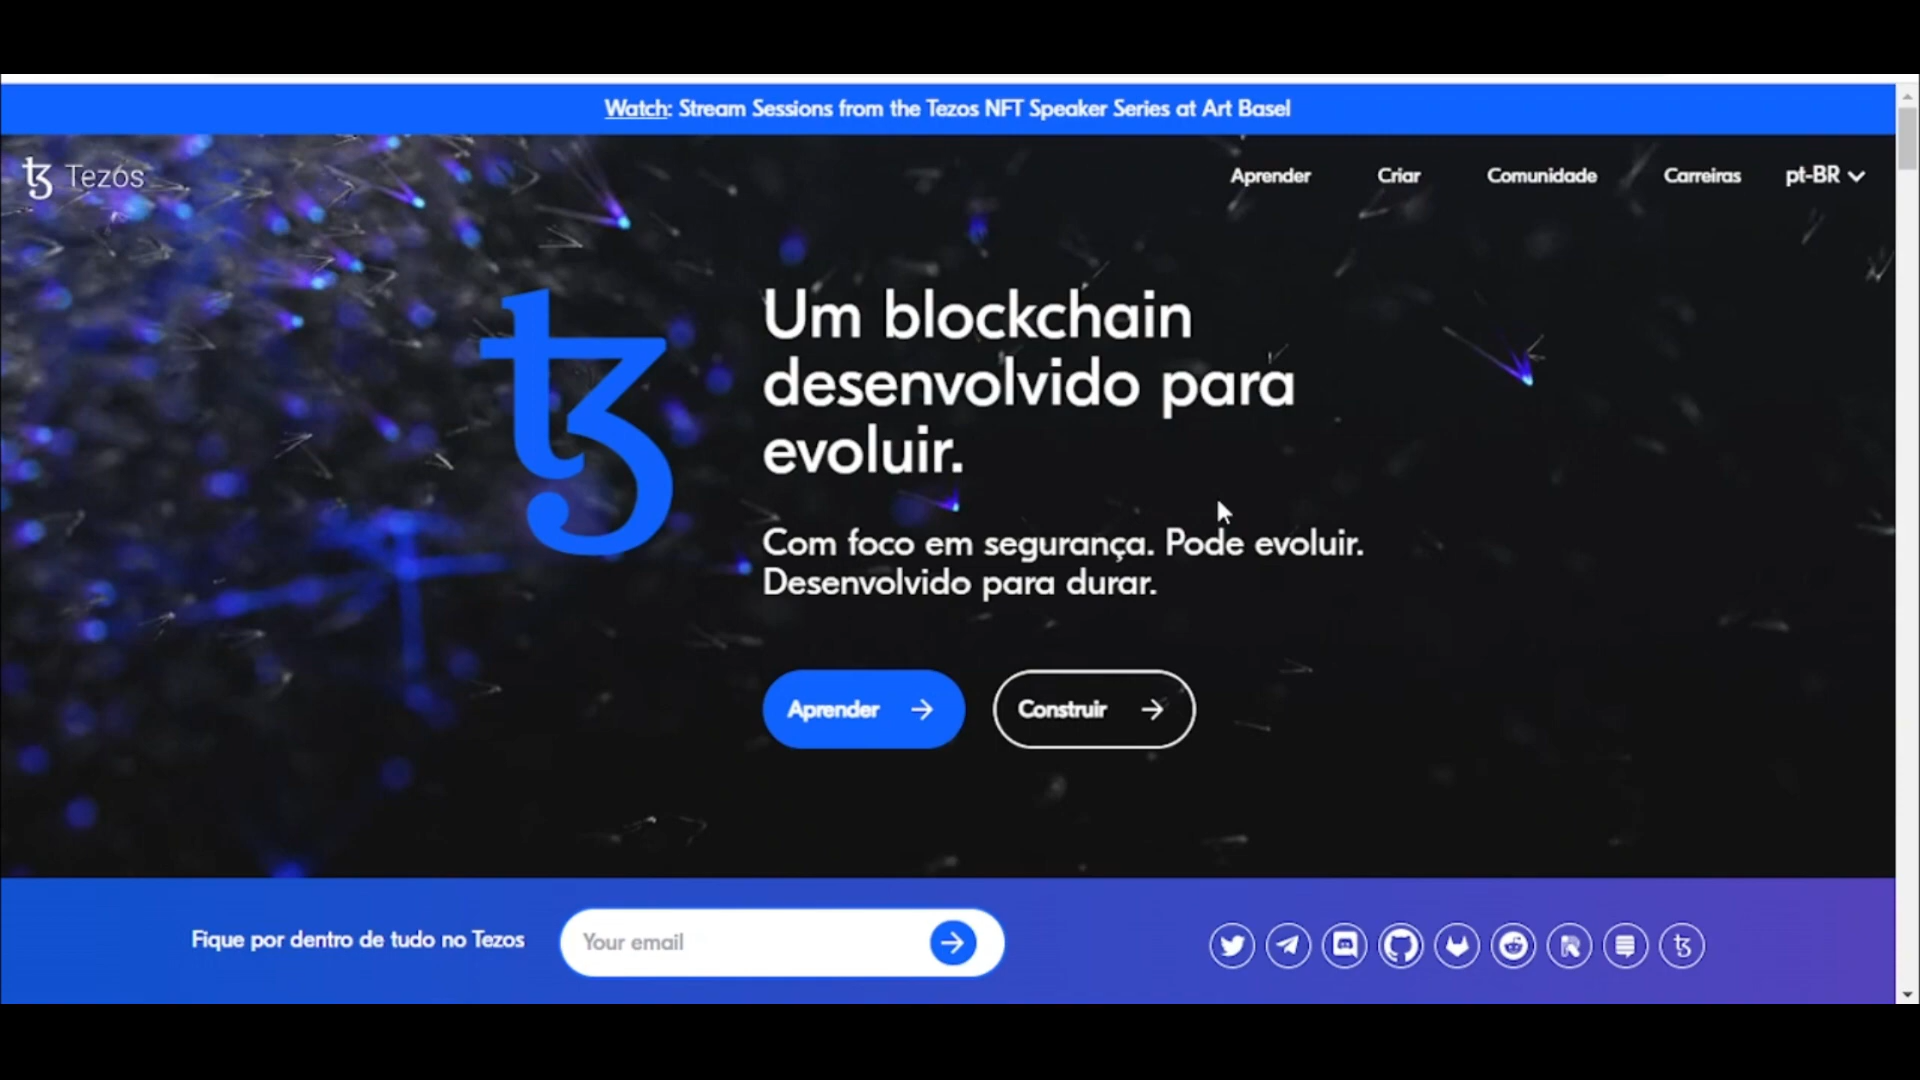 Watch: Stream Sessions from the Tezos NFT Speaker Series at Art Basel
Tezos
Aprender
Criar
Comunidade
Carreiras
pt-BR
Um blockchain
desenvolvido para
evoluir.
Com foco em segurança. Pode evoluir.
Desenvolvido para durar.
Aprender
Construir
Fique por dentro de tudo no Tezos
Your email